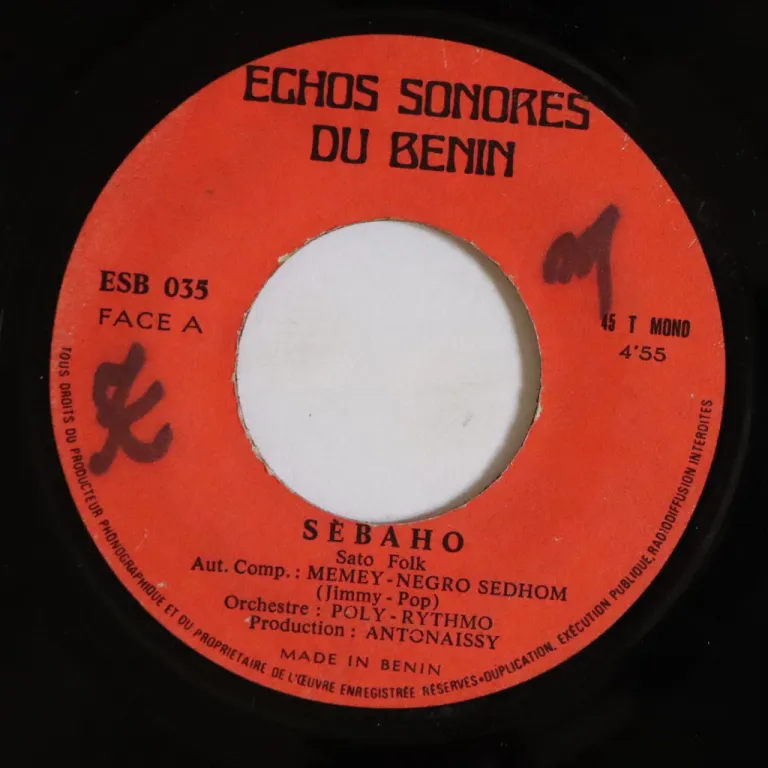 ECHOS SONORES
DU BENIN
ESB 035
FACE A
45 T MONO
4'55
SÈBAHO
Sato Folk
Aut. Comp. : MEMEY-NEGRO SEDHOM
(Jimmy-Pop)
Orchestre : POLY-RYTHMO
Production : ANTONAISSY
MADE IN BENIN
TOUS DROITS DU PRODUCTEUR PHONOGRAPHIQUE ET DU PROPRIETAIRE DE L'ŒUVRE ENREGISTRÉE RÉSERVES•DUPLICATION, EXÉCUTION PUBLIQUE, RADIODIFFUSION INTERDITES